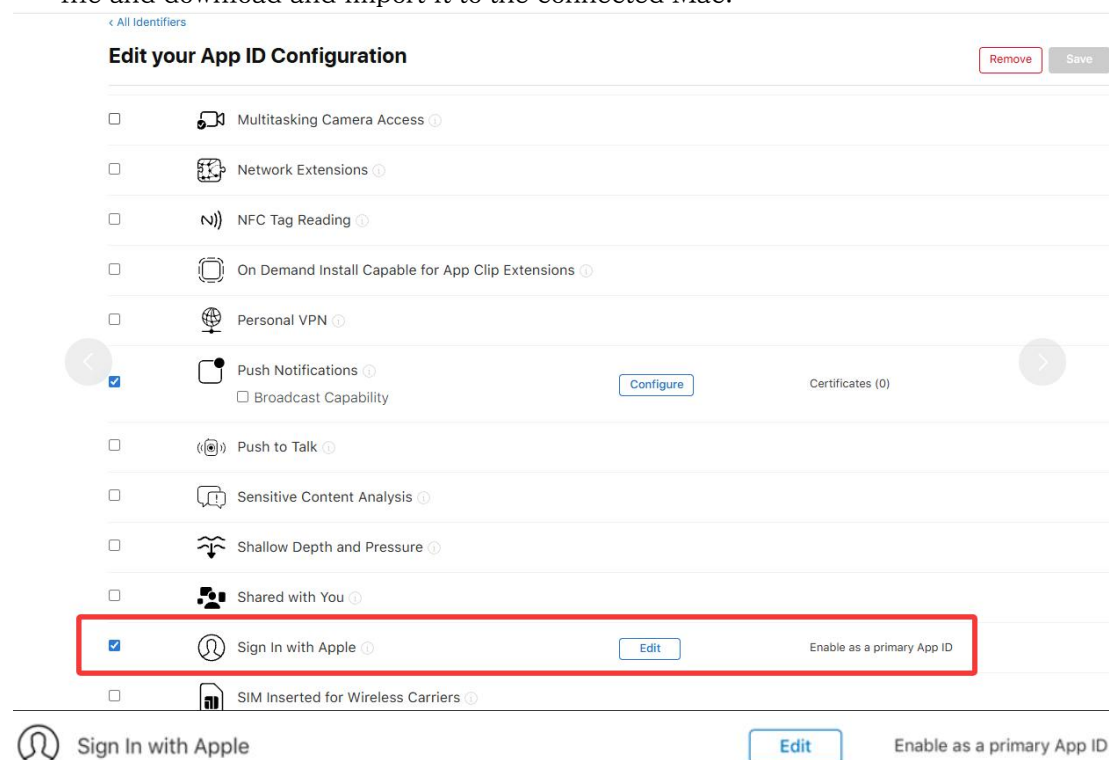 file and download and import it to the connected Mac.
< All Identifiers
Edit your App ID Configuration
Remove
Save
Multitasking Camera Access
Network Extensions
NFC Tag Reading
On Demand Install Capable for App Clip Extensions
Personal VPN
Push Notifications
Configure
Certificates (0)
Broadcast Capability
Push to Talk
Sensitive Content Analysis
Shallow Depth and Pressure
Shared with You
Sign In with Apple
Edit
Enable as a primary App ID
SIM Inserted for Wireless Carriers
Sign In with Apple
Edit
Enable as a primary App ID